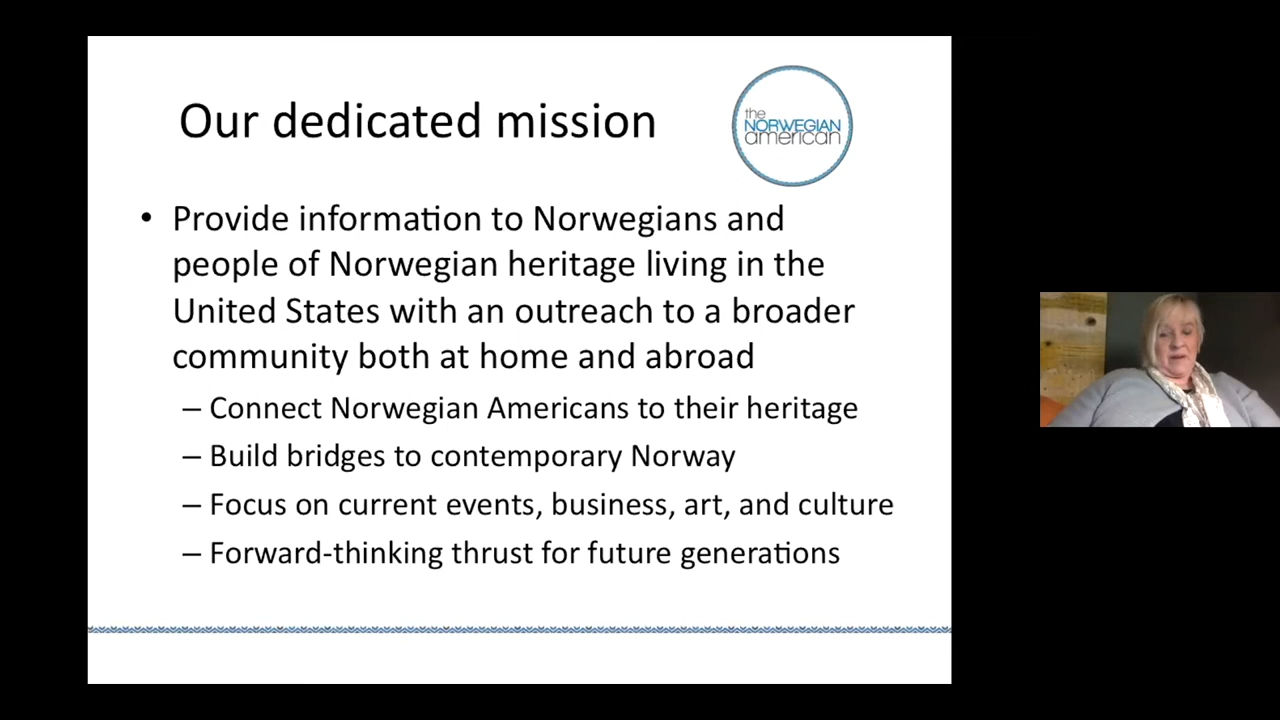 Our dedicated mission
the
NORWEGIAN
american
• Provide information to Norwegians and
people of Norwegian heritage living in the
United States with an outreach to a broader
community both at home and abroad
– Connect Norwegian Americans to their heritage
– Build bridges to contemporary Norway
– Focus on current events, business, art, and culture
– Forward-thinking thrust for future generations